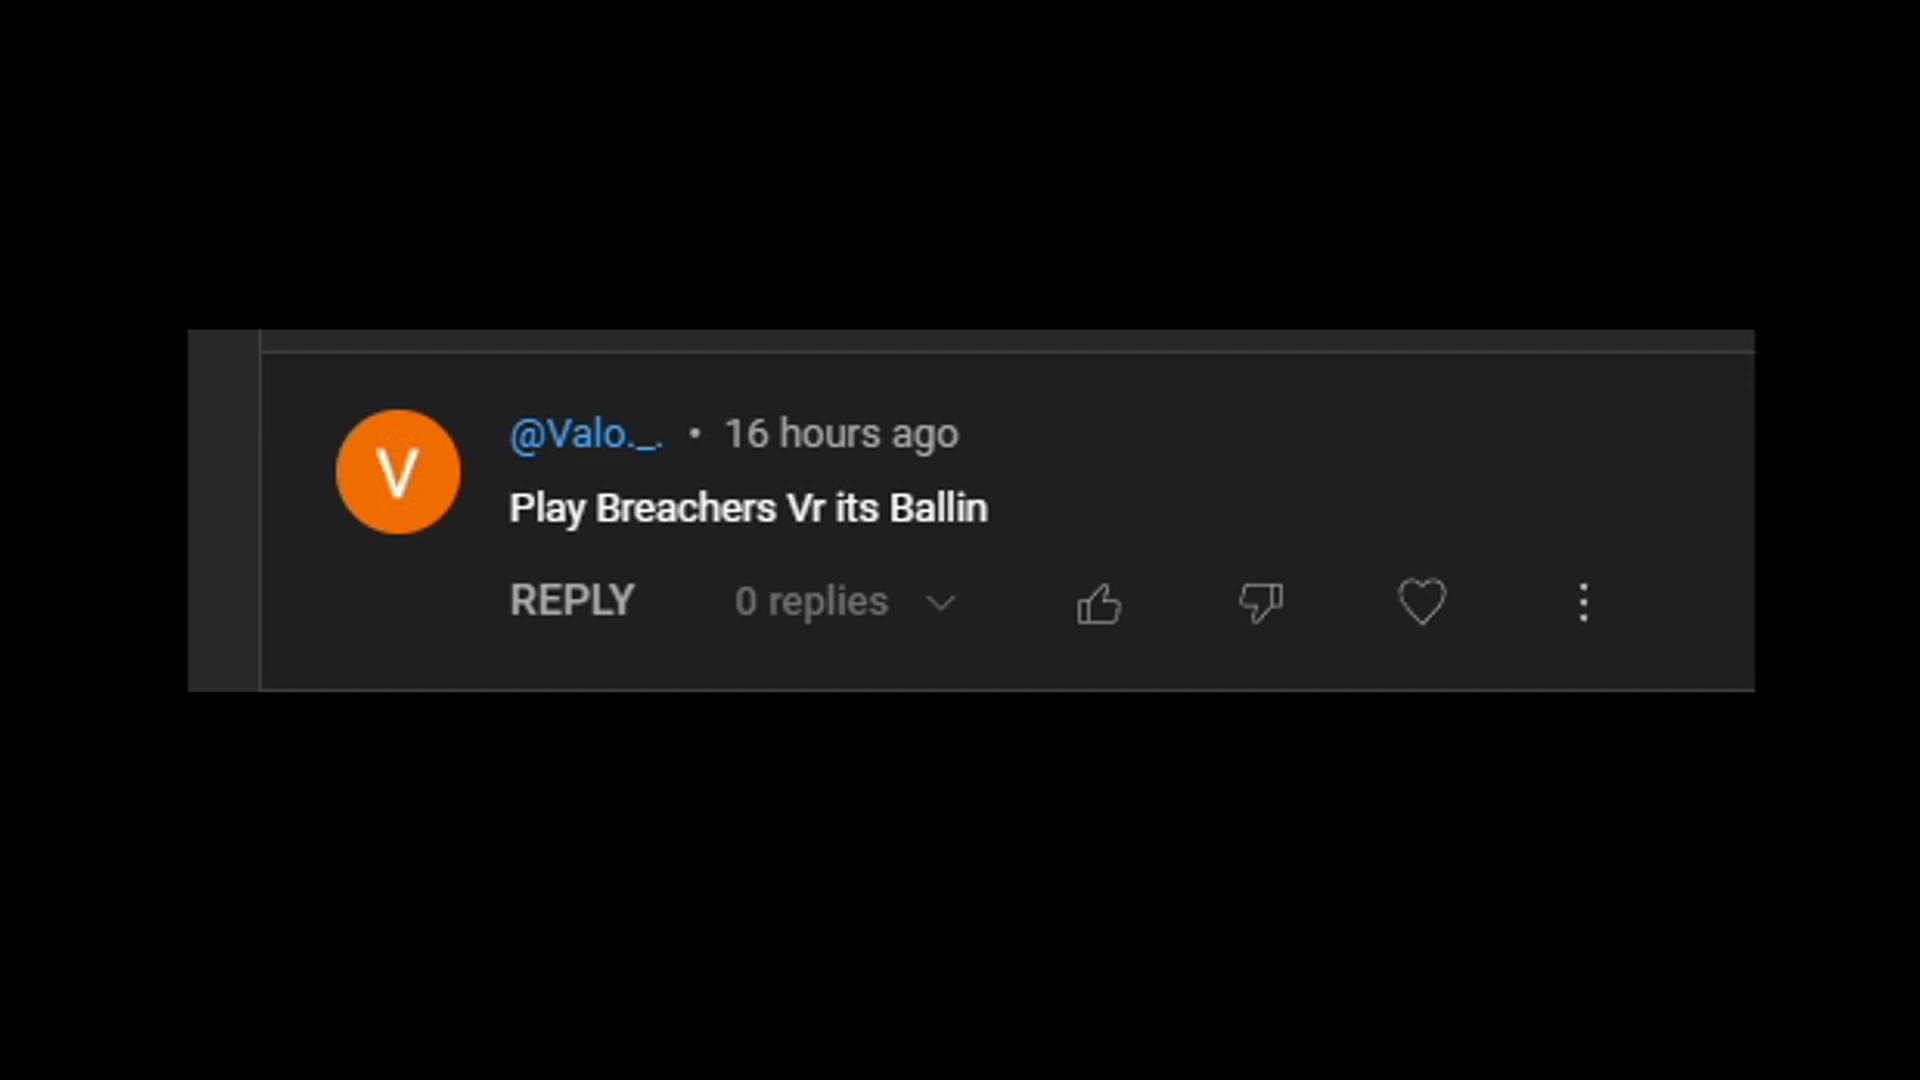 V
@Valo._. • 16 hours ago
Play Breachers Vr its Ballin
REPLY 0 replies